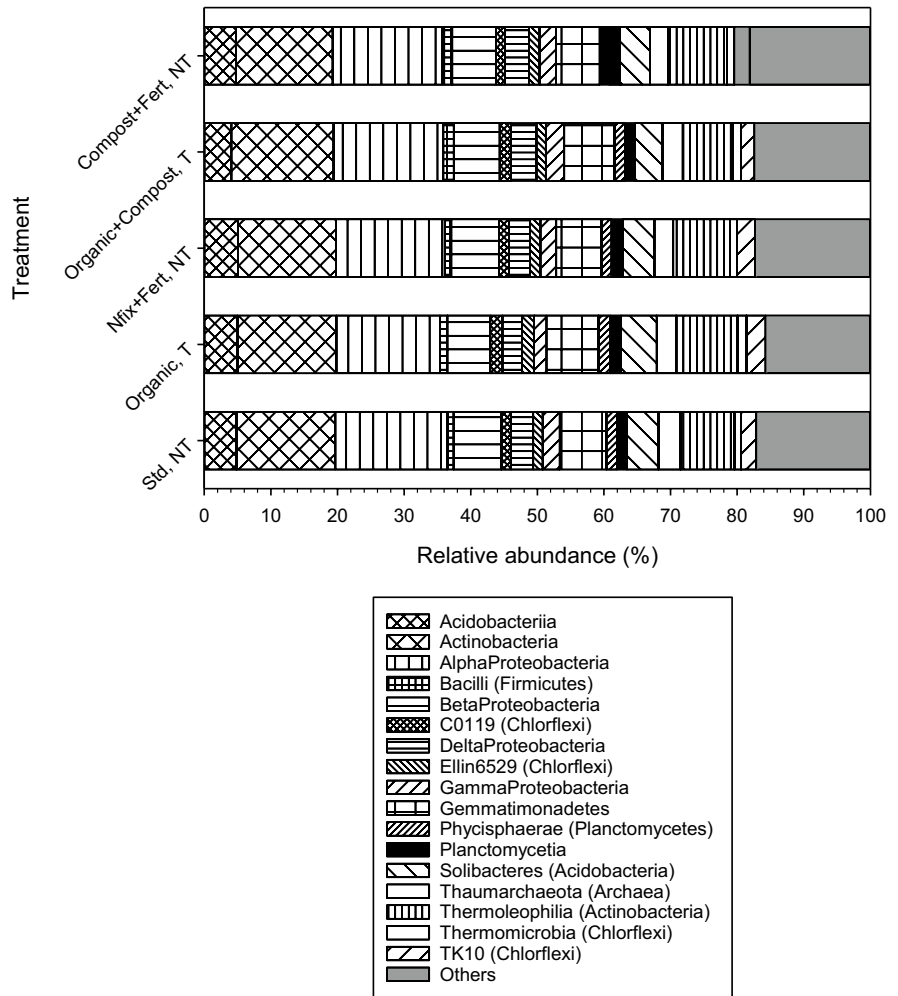 Treatment
Compost+Fert, NT
Organic+Compost, T
Nfix+Fert, NT
Organic, T
Std, NT
0 10 20 30 40 50 60 70 80 90 100
Relative abundance (%)
Acidobacteriia
Actinobacteria
AlphaProteobacteria
Bacilli (Firmicutes)
BetaProteobacteria
C0119 (Chlorflexi)
DeltaProteobacteria
Ellin6529 (Chlorflexi)
GammaProteobacteria
Gemmatimonadetes
Phycisphaerae (Planctomycetes)
Planctomycetia
Solibacteres (Acidobacteria)
Thaumarchaeota (Archaea)
Thermoleophilia (Actinobacteria)
Thermomicrobia (Chlorflexi)
TK10 (Chlorflexi)
Others